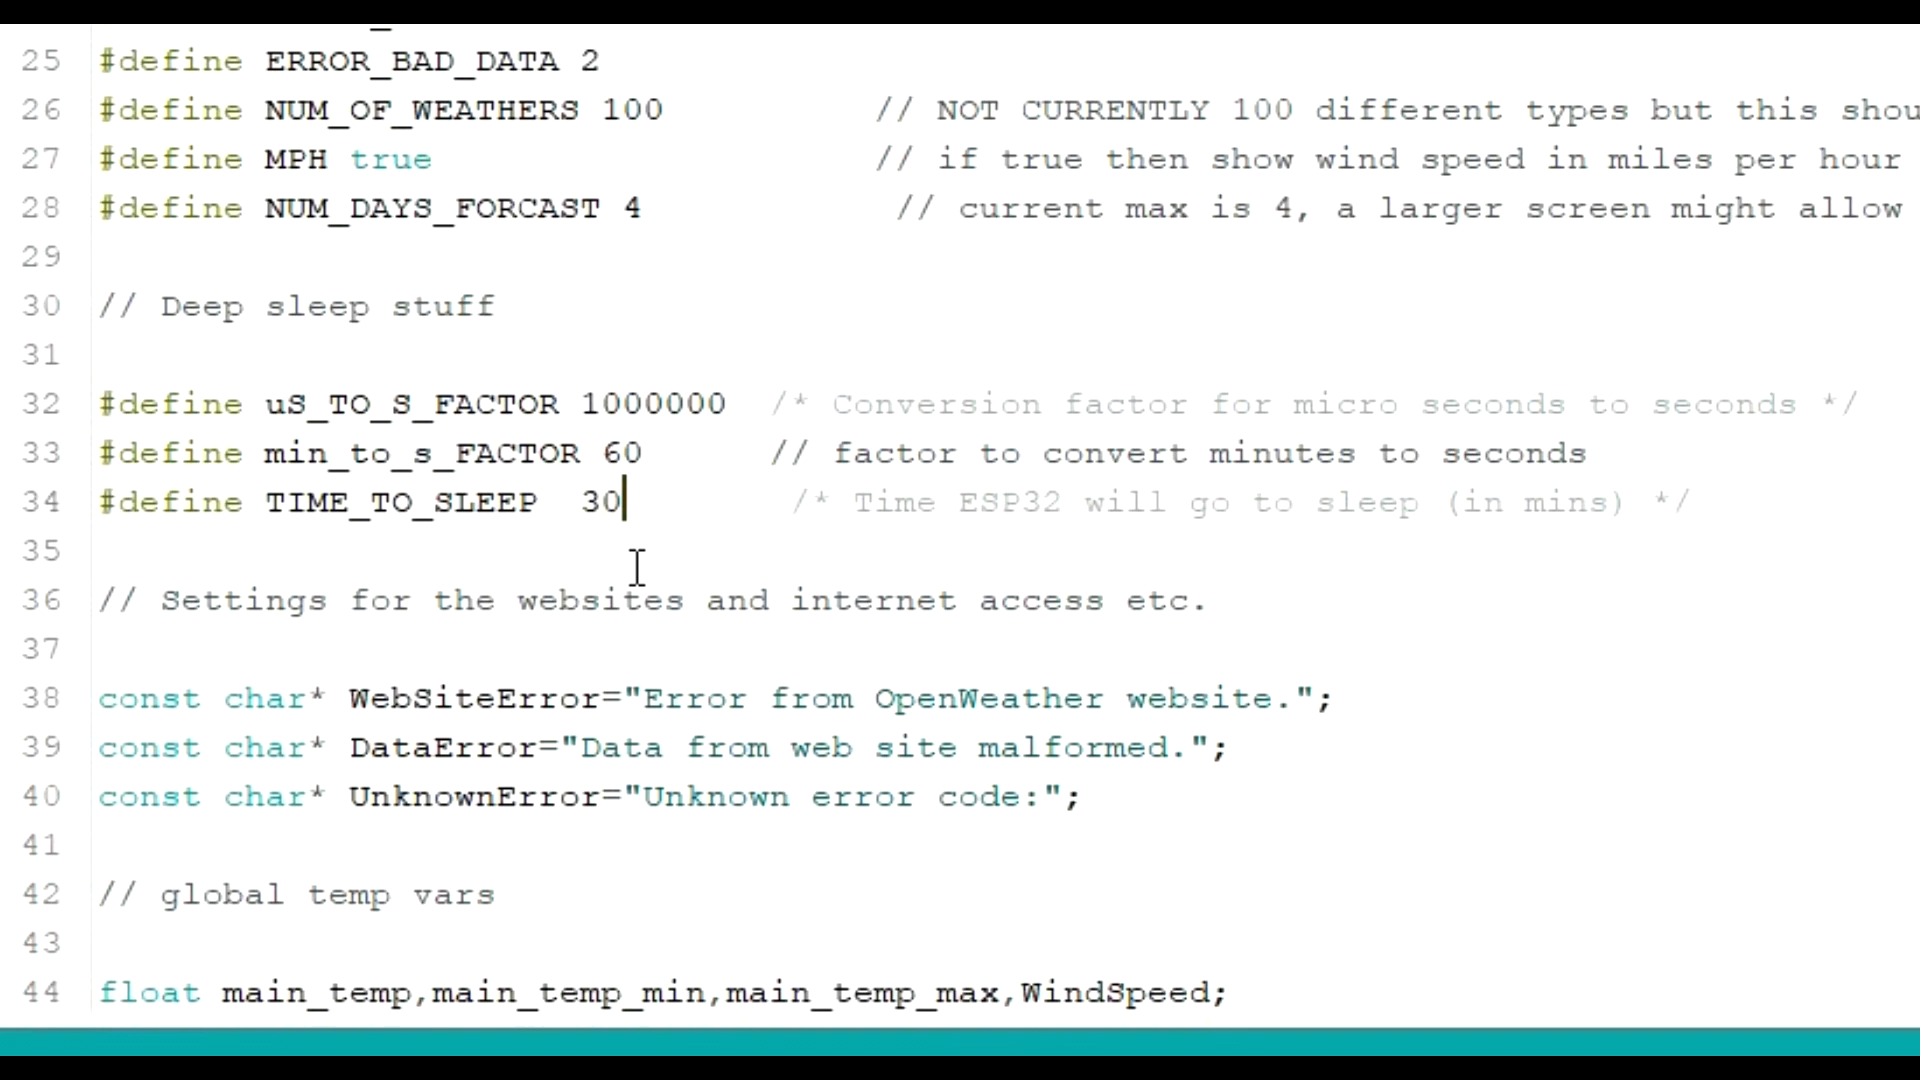 25 #define ERROR_BAD_DATA 2
26 #define NUM_OF_WEATHERS 100 // NOT CURRENTLY 100 different types but this shou
27 #define MPH true // if true then show wind speed in miles per hour
28 #define NUM_DAYS_FORCAST 4 // current max is 4, a larger screen might allow
29
30 // Deep sleep stuff
31
32 #define uS_TO_S_FACTOR 1000000 /* Conversion factor for micro seconds to seconds */
33 #define min_to_s_FACTOR 60 // factor to convert minutes to seconds
34 #define TIME_TO_SLEEP 30 /* Time ESP32 will go to sleep (in mins) */
35
36 // Settings for the websites and internet access etc.
37
38 const char* WebSiteError="Error from OpenWeather website.";
39 const char* DataError="Data from web site malformed.";
40 const char* UnknownError="Unknown error code:";
41
42 // global temp vars
43
44 float main_temp,main_temp_min,main_temp_max,WindSpeed;